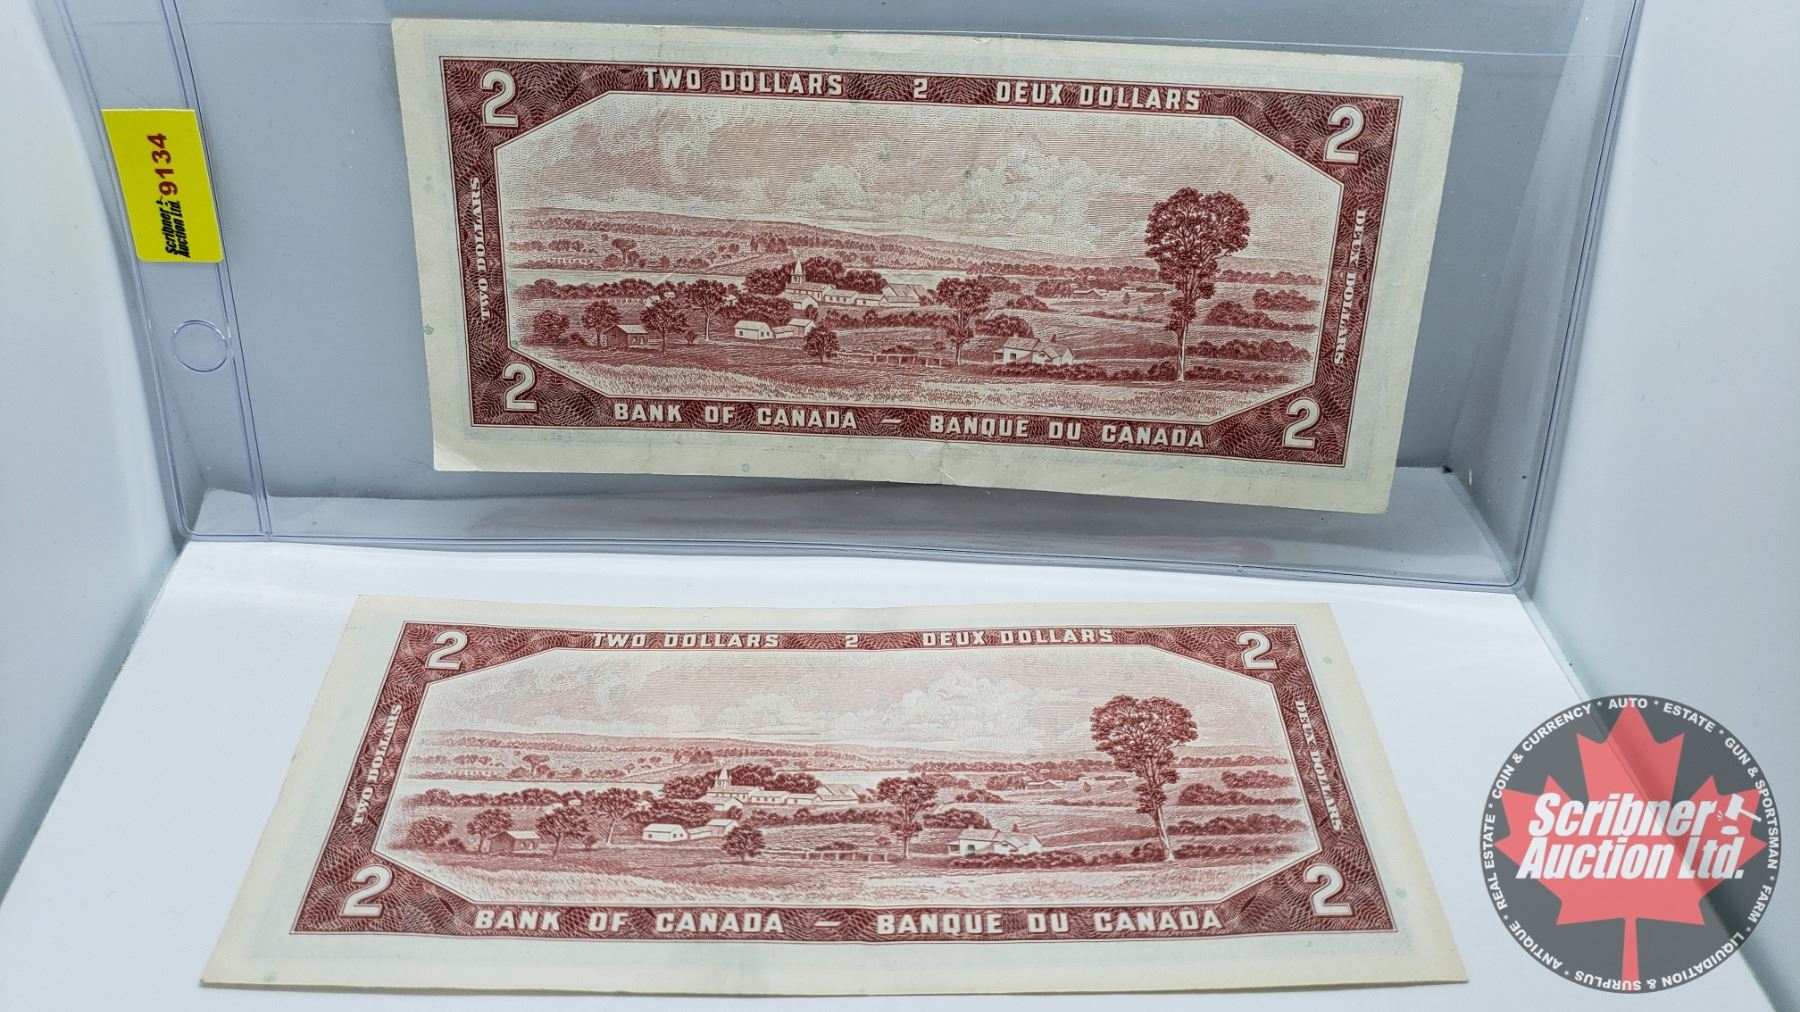 2 TWO DOLLARS 2 DEUX DOLLARS 2
TWO DOLLARS
DEUX DOLLARS
2 BANK OF CANADA — BANQUE DU CANADA 2
Scribner Auction Ltd. 9134
2 TWO DOLLARS 2 DEUX DOLLARS 2
TWO DOLLARS
DEUX DOLLARS
2 BANK OF CANADA — BANQUE DU CANADA 2
Scribner
Auction Ltd.
ANTIQUE * REAL ESTATE * COIN & CURRENCY * AUTO * ESTATE * GUN & SPORTSMAN * FARM * LIQUIDATION & SURPLUS *